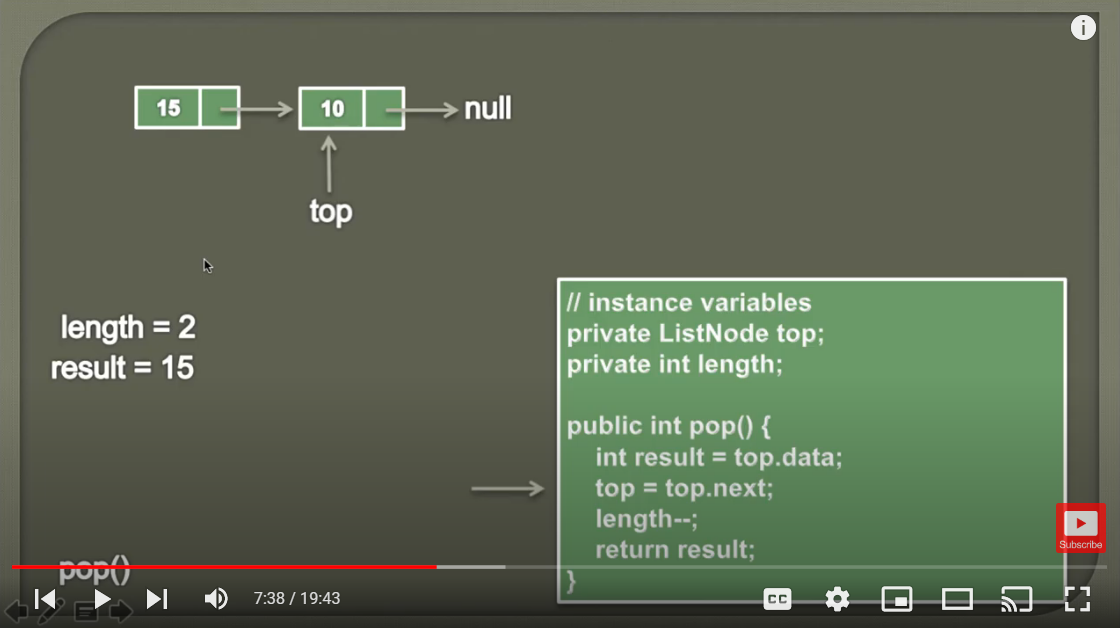 15
10
null
top
length = 2
result = 15
// instance variables
private ListNode top;
private int length;
public int pop() {
int result = top.data;
top = top.next;
length--;
return result;
}
pop()
Subscribe
7:38 / 19:43
CC
i